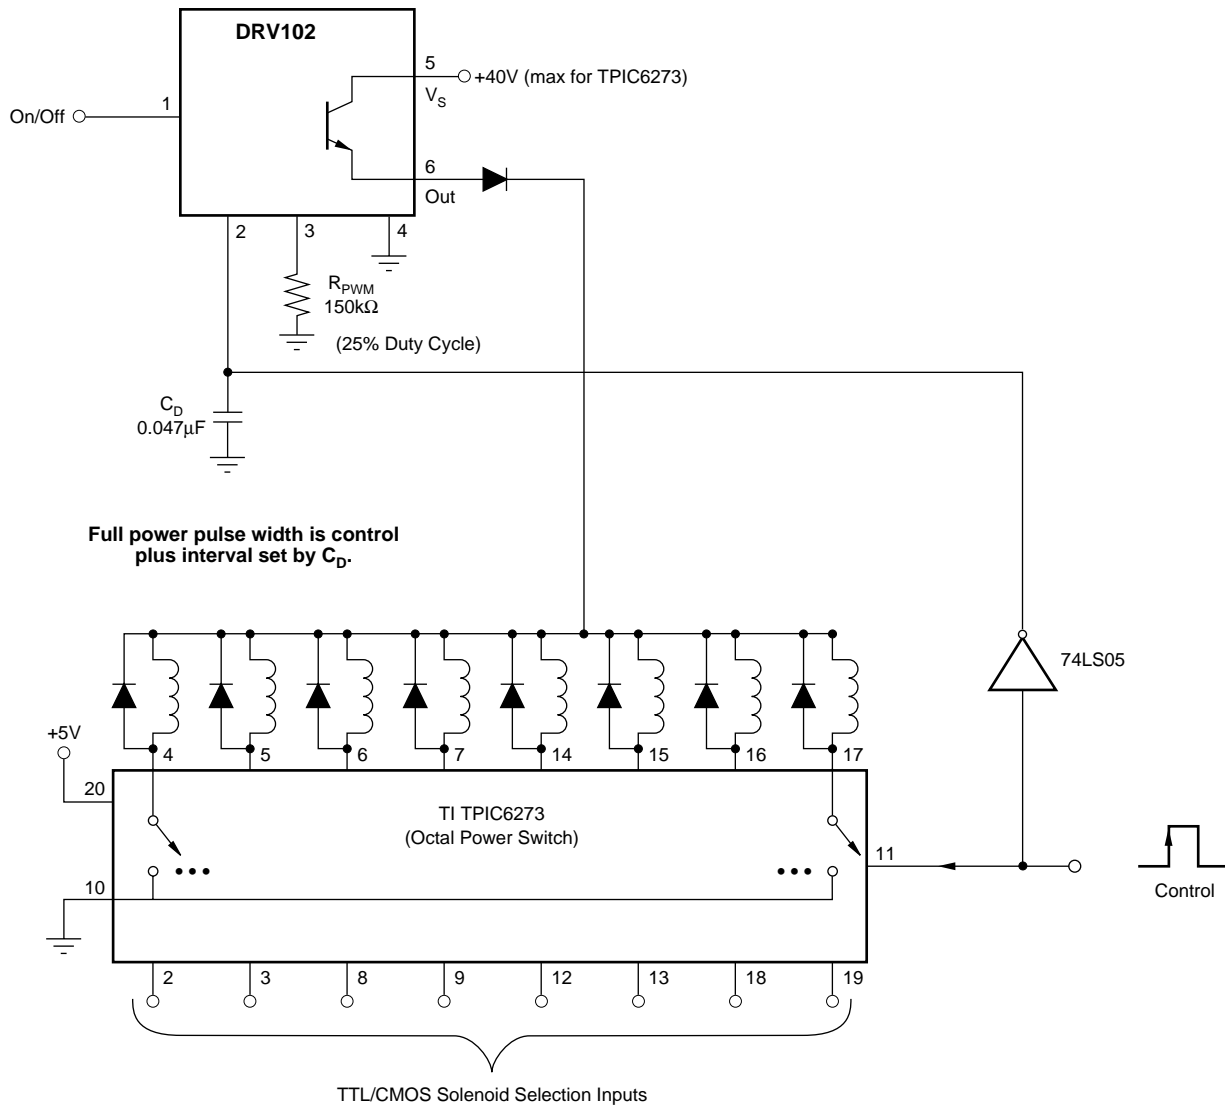 DRV102
5
+40V (max for TPIC6273)
V_S
1
On/Off
6
Out
2
3
4
R_PWM
150kΩ
(25% Duty Cycle)
C_D
0.047µF
Full power pulse width is control
plus interval set by C_D.
74LS05
+5V
4
5
6
7
14
15
16
17
20
TI TPIC6273
(Octal Power Switch)
11
10
Control
2
3
8
9
12
13
18
19
TTL/CMOS Solenoid Selection Inputs